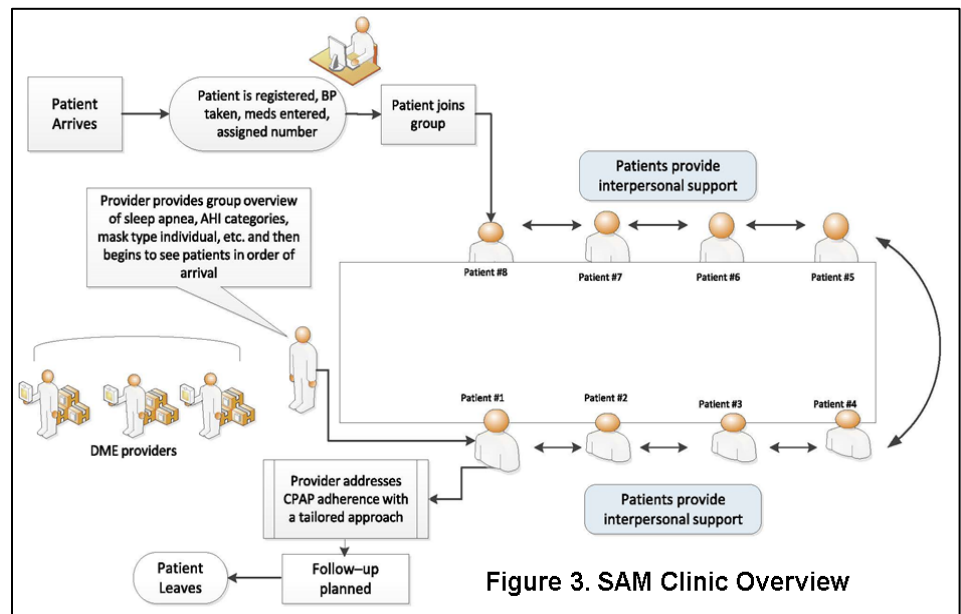 Patient
Arrives
Patient is registered, BP
taken, meds entered,
assigned number
Patient joins
group
Patients provide
interpersonal support
Provider provides group overview
of sleep apnea, AHI categories,
mask type individual, etc. and then
begins to see patients in order of
arrival
Patient #8
Patient #7
Patient #6
Patient #5
DME providers
Patient #1
Patient #2
Patient #3
Patient #4
Provider addresses
CPAP adherence with
a tailored approach
Patients provide
interpersonal support
Follow–up
planned
Patient
Leaves
Figure 3. SAM Clinic Overview